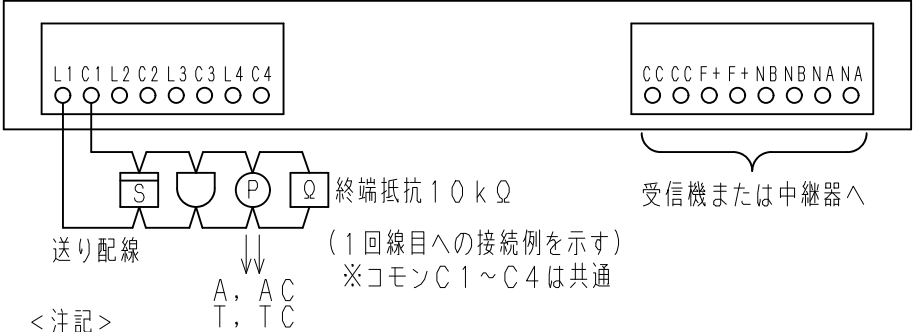 L1 C1 L2 C2 L3 C3 L4 C4
CC CC F+ F+ NB NB NA NA
S
P
Ω
終端抵抗10kΩ
受信機または中継器へ
送り配線
(1回線目への接続例を示す)
※コモンC1～C4は共通
A, AC
T, TC
<注記>